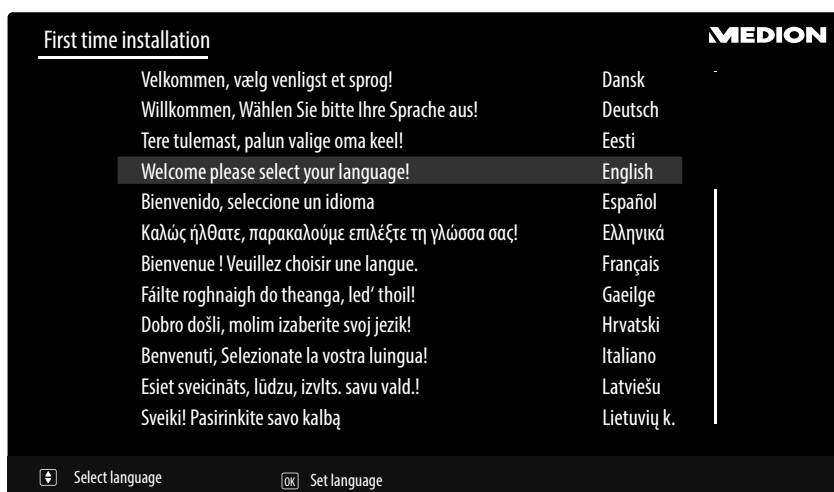 First time installation
MEDION
Velkommen, vælg venligst et sprog! Dansk
Willkommen, Wählen Sie bitte Ihre Sprache aus! Deutsch
Tere tulemast, palun valige oma keel! Eesti
Welcome please select your language! English
Bienvenido, seleccione un idioma Español
Καλώς ήλθατε, παρακαλούμε επιλέξτε τη γλώσσα σας! Ελληνικά
Bienvenue ! Veuillez choisir une langue. Français
Fáilte roghnaigh do theanga, led‘ thoil! Gaeilge
Dobro došli, molim izaberite svoj jezik! Hrvatski
Benvenuti, Selezionate la vostra luingua! Italiano
Esiet sveicināts, lūdzu, izvlts. savu vald.! Latviešu
Sveiki! Pasirinkite savo kalbą Lietuvių k.
Select language OK Set language